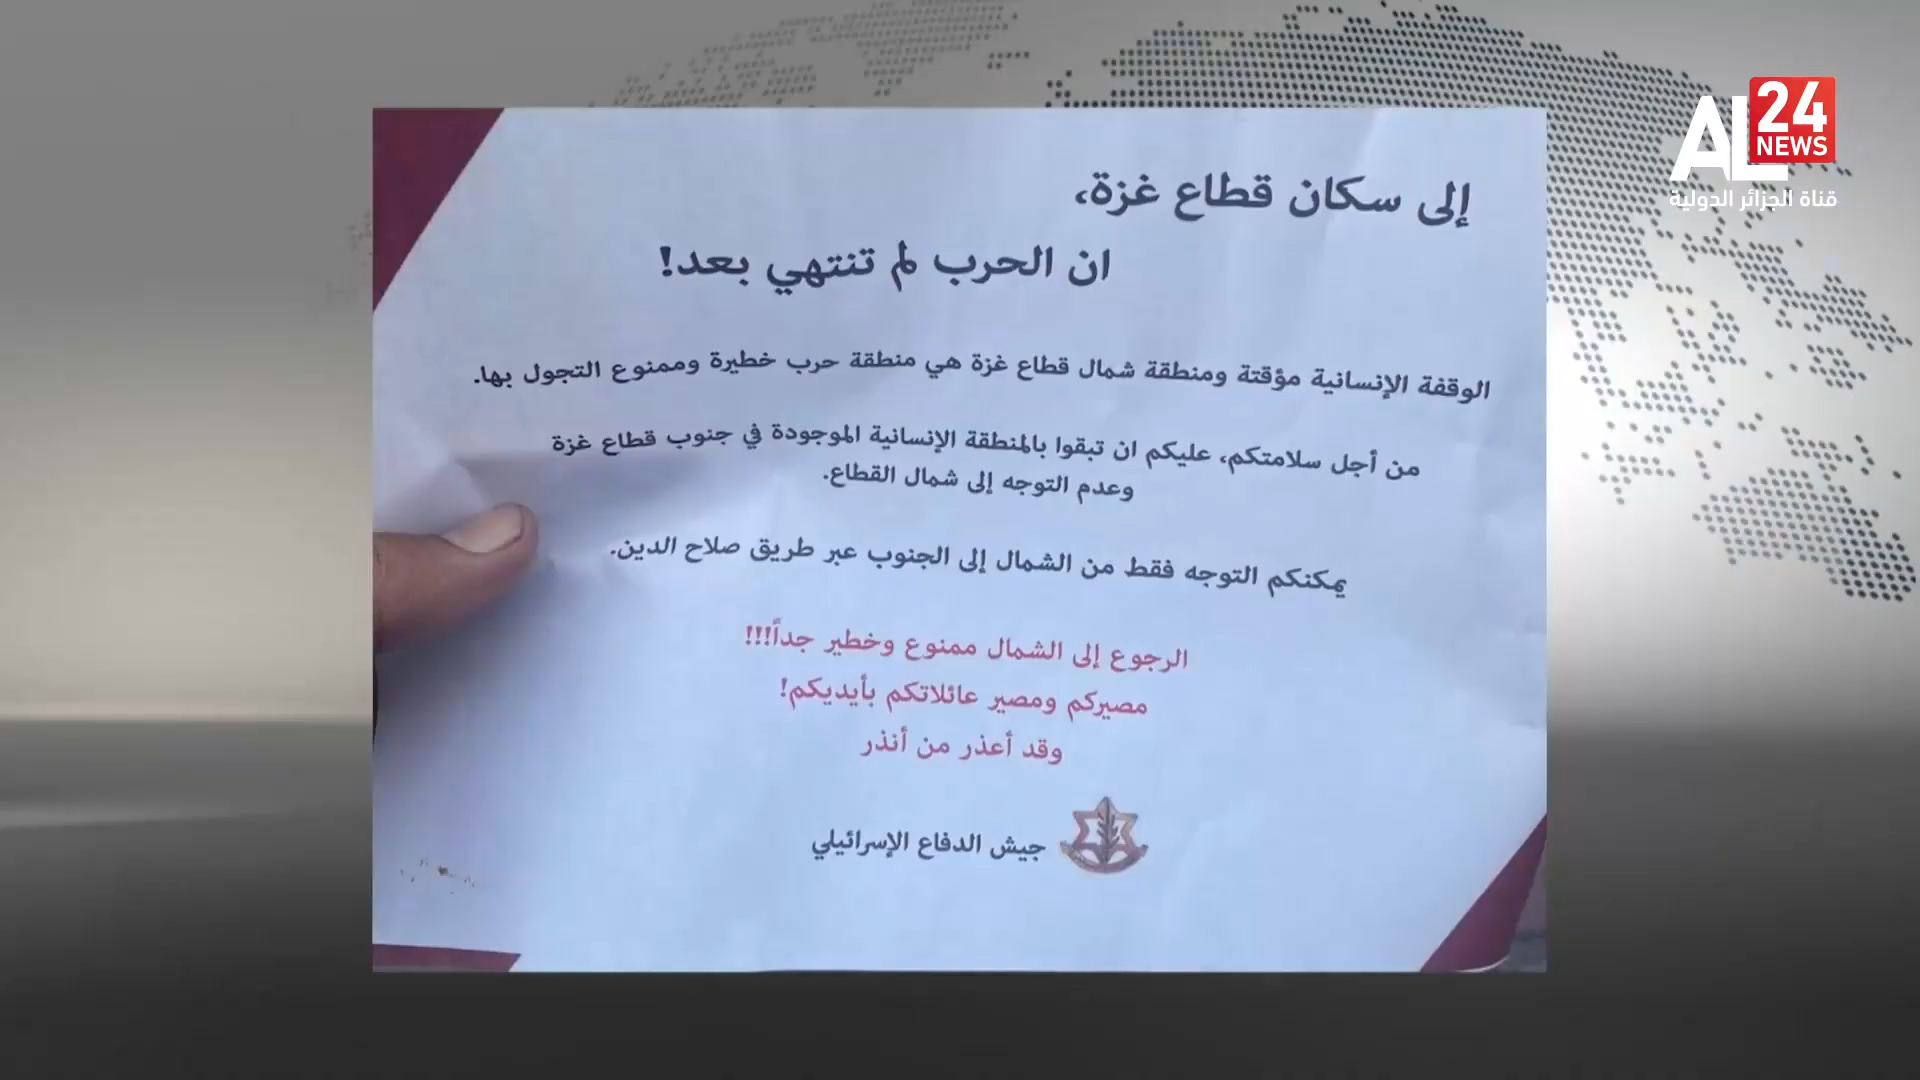 AL
24
NEWS
قناة الجزائر الدولية
إلى سكان قطاع غزة،
ان الحرب لم تنتهي بعد!
الوقفة الإنسانية مؤقتة ومنطقة شمال قطاع غزة هي منطقة حرب خطيرة وممنوع التجول بها.
من أجل سلامتكم، عليكم ان تبقوا بالمنطقة الإنسانية الموجودة في جنوب قطاع غزة
وعدم التوجه إلى شمال القطاع.
يمكنكم التوجه فقط من الشمال إلى الجنوب عبر طريق صلاح الدين.
الرجوع إلى الشمال ممنوع وخطير جداً!!!
مصيركم ومصير عائلاتكم بأيديكم!
وقد أعذر من أنذر
جيش الدفاع الإسرائيلي